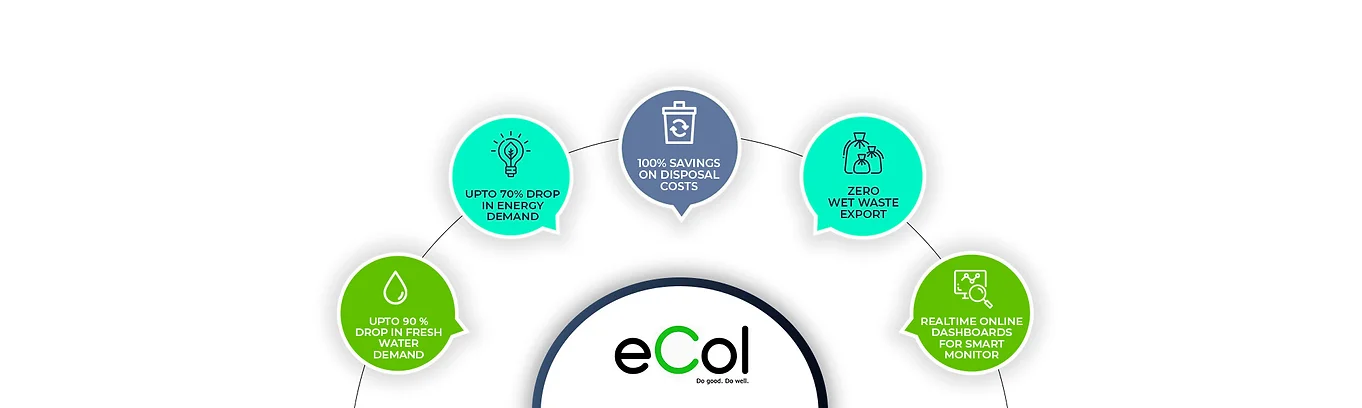 100% SAVINGS
ON DISPOSAL
COSTS
UPTO 70% DROP
IN ENERGY
DEMAND
ZERO
WET WASTE
EXPORT
UPTO 90 %
DROP IN FRESH
WATER
DEMAND
REALTIME ONLINE
DASHBOARDS
FOR SMART
MONITOR
eCol
Do good. Do well.